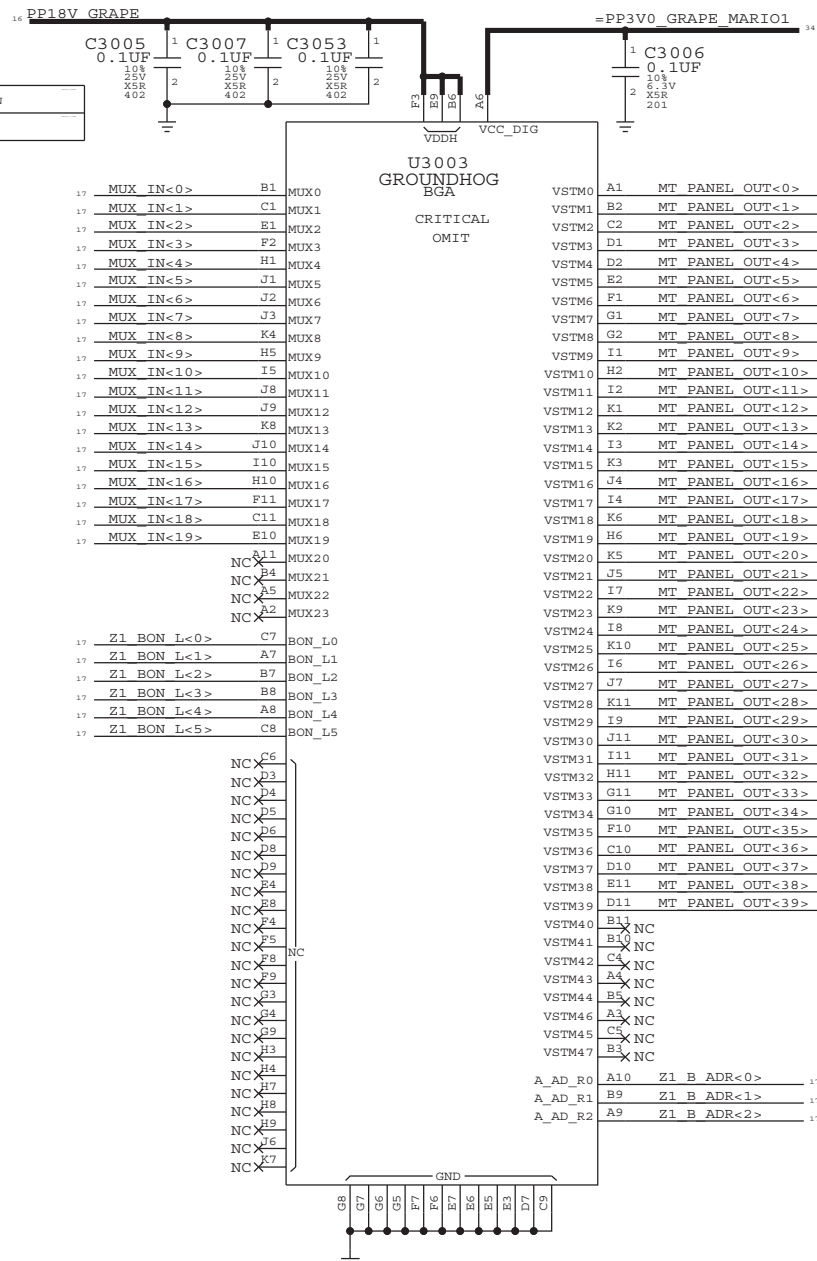 16 PP18V_GRAPE
=PP3V0_GRAPE_MARIO1 34
C3005 1
0.1UF
10%
25V
X5R 2
402
C3007 1
0.1UF
10%
25V
X5R 2
402
C3053 1
0.1UF
10%
25V
X5R 2
402
1 C3006
0.1UF
10%
6.3V
2 X5R
201
F3 E9 B6 A6
VDDH VCC_DIG
U3003
GROUNDHOG
BGA
CRITICAL
OMIT
17 MUX_IN<0> B1 MUX0
17 MUX_IN<1> C1 MUX1
17 MUX_IN<2> E1 MUX2
17 MUX_IN<3> F2 MUX3
17 MUX_IN<4> H1 MUX4
17 MUX_IN<5> J1 MUX5
17 MUX_IN<6> J2 MUX6
17 MUX_IN<7> J3 MUX7
17 MUX_IN<8> K4 MUX8
17 MUX_IN<9> H5 MUX9
17 MUX_IN<10> I5 MUX10
17 MUX_IN<11> J8 MUX11
17 MUX_IN<12> J9 MUX12
17 MUX_IN<13> K8 MUX13
17 MUX_IN<14> J10 MUX14
17 MUX_IN<15> I10 MUX15
17 MUX_IN<16> H10 MUX16
17 MUX_IN<17> F11 MUX17
17 MUX_IN<18> C11 MUX18
17 MUX_IN<19> E10 MUX19
NC A11 MUX20
NC B4 MUX21
NC A5 MUX22
NC A2 MUX23
17 Z1_BON_L<0> C7 BON_L0
17 Z1_BON_L<1> A7 BON_L1
17 Z1_BON_L<2> B7 BON_L2
17 Z1_BON_L<3> B8 BON_L3
17 Z1_BON_L<4> A8 BON_L4
17 Z1_BON_L<5> C8 BON_L5
NC C6
NC D3
NC D4
NC D5
NC D6
NC D8
NC D9
NC E4
NC E8
NC F4
NC F5
NC
NC F8
NC F9
NC G3
NC G4
NC G9
NC H3
NC H4
NC H7
NC H8
NC H9
NC J6
NC K7
VSTM0 A1 MT_PANEL_OUT<0>
VSTM1 B2 MT_PANEL_OUT<1>
VSTM2 C2 MT_PANEL_OUT<2>
VSTM3 D1 MT_PANEL_OUT<3>
VSTM4 D2 MT_PANEL_OUT<4>
VSTM5 E2 MT_PANEL_OUT<5>
VSTM6 F1 MT_PANEL_OUT<6>
VSTM7 G1 MT_PANEL_OUT<7>
VSTM8 G2 MT_PANEL_OUT<8>
VSTM9 I1 MT_PANEL_OUT<9>
VSTM10 H2 MT_PANEL_OUT<10>
VSTM11 I2 MT_PANEL_OUT<11>
VSTM12 K1 MT_PANEL_OUT<12>
VSTM13 K2 MT_PANEL_OUT<13>
VSTM14 I3 MT_PANEL_OUT<14>
VSTM15 K3 MT_PANEL_OUT<15>
VSTM16 J4 MT_PANEL_OUT<16>
VSTM17 I4 MT_PANEL_OUT<17>
VSTM18 K6 MT_PANEL_OUT<18>
VSTM19 H6 MT_PANEL_OUT<19>
VSTM20 K5 MT_PANEL_OUT<20>
VSTM21 J5 MT_PANEL_OUT<21>
VSTM22 I7 MT_PANEL_OUT<22>
VSTM23 K9 MT_PANEL_OUT<23>
VSTM24 I8 MT_PANEL_OUT<24>
VSTM25 K10 MT_PANEL_OUT<25>
VSTM26 I6 MT_PANEL_OUT<26>
VSTM27 J7 MT_PANEL_OUT<27>
VSTM28 K11 MT_PANEL_OUT<28>
VSTM29 I9 MT_PANEL_OUT<29>
VSTM30 J11 MT_PANEL_OUT<30>
VSTM31 I11 MT_PANEL_OUT<31>
VSTM32 H11 MT_PANEL_OUT<32>
VSTM33 G11 MT_PANEL_OUT<33>
VSTM34 G10 MT_PANEL_OUT<34>
VSTM35 F10 MT_PANEL_OUT<35>
VSTM36 C10 MT_PANEL_OUT<36>
VSTM37 D10 MT_PANEL_OUT<37>
VSTM38 E11 MT_PANEL_OUT<38>
VSTM39 D11 MT_PANEL_OUT<39>
VSTM40 B11 NC
VSTM41 B10 NC
VSTM42 C4 NC
VSTM43 A4 NC
VSTM44 B5 NC
VSTM46 A3 NC
VSTM45 C5 NC
VSTM47 B3 NC
A_AD_R0 A10 Z1_B_ADR<0>
A_AD_R1 B9 Z1_B_ADR<1>
A_AD_R2 A9 Z1_B_ADR<2>
GND
G8 G7 G6 G5 F7 F6 E7 E6 E5 E3 D7 C9